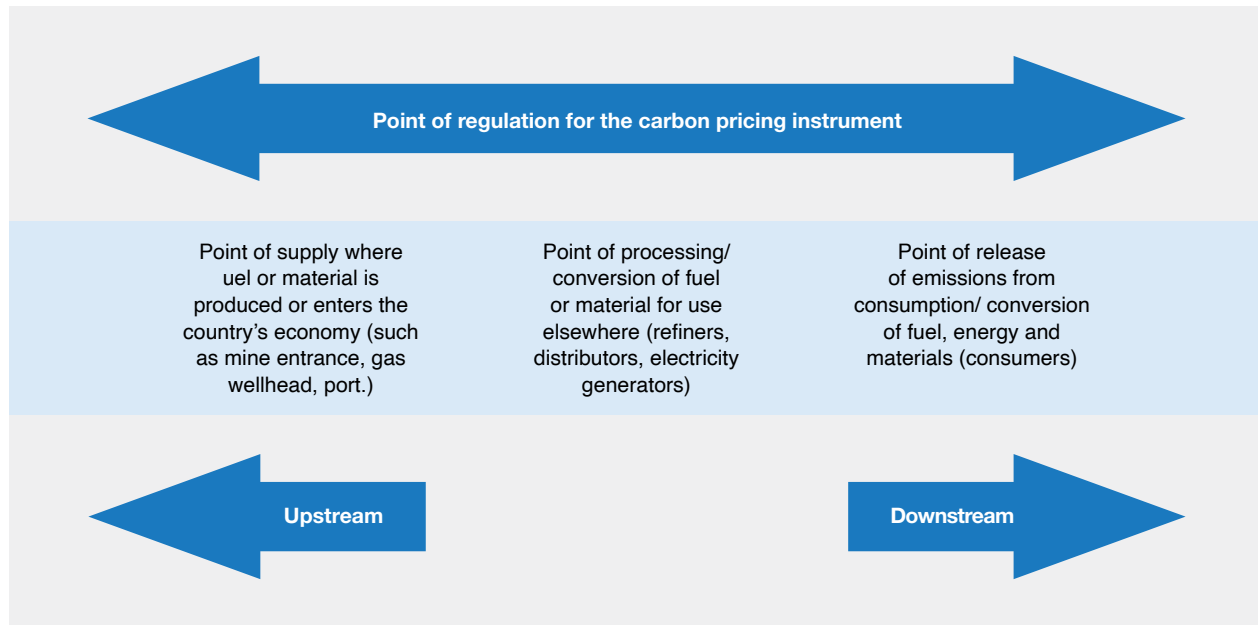 Point of regulation for the carbon pricing instrument
Point of supply where
uel or material is
produced or enters the
country's economy (such
as mine entrance, gas
wellhead, port.)
Point of processing/
conversion of fuel
or material for use
elsewhere (refiners,
distributors, electricity
generators)
Point of release
of emissions from
consumption/ conversion
of fuel, energy and
materials (consumers)
Upstream
Downstream